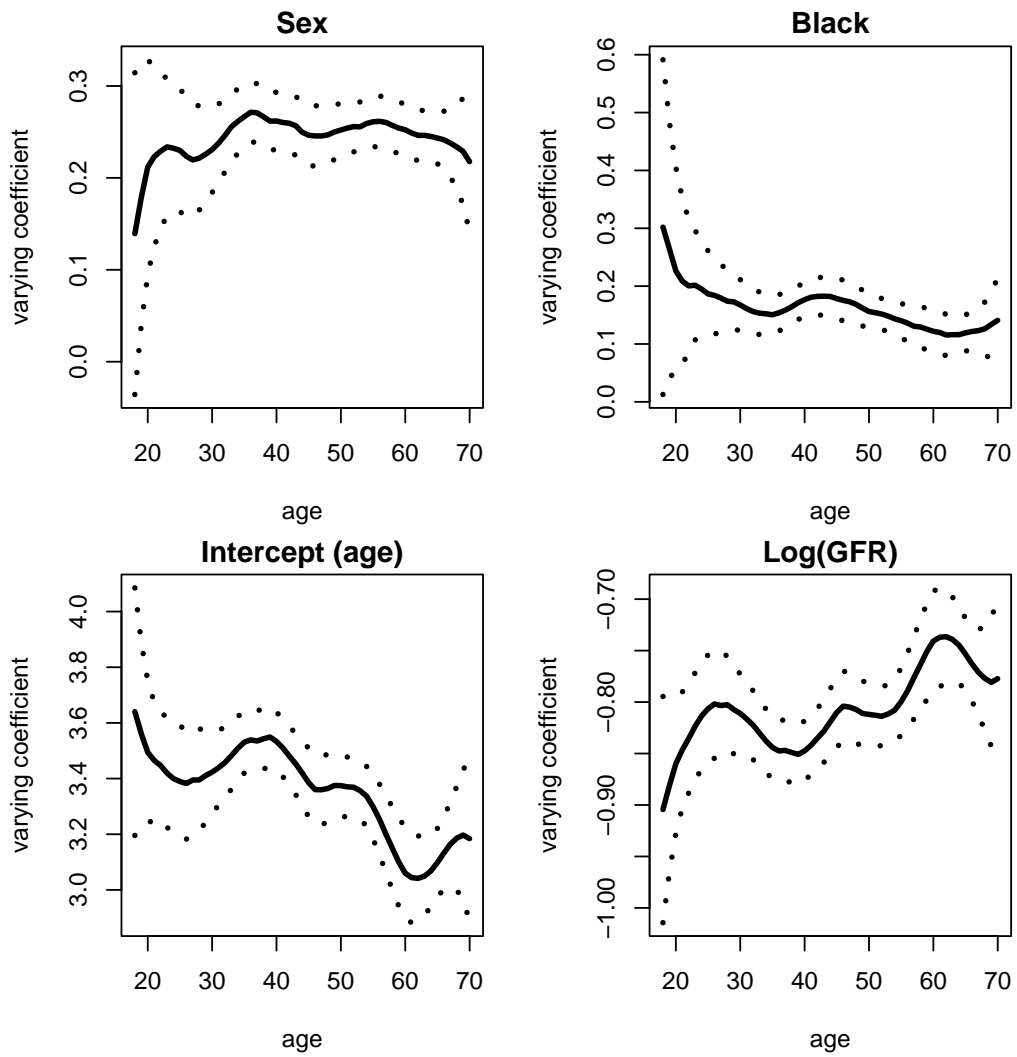 Sex
varying coefficient
0.0 0.1 0.2 0.3
20 30 40 50 60 70
age
Black
varying coefficient
0.0 0.1 0.2 0.3 0.4 0.5 0.6
20 30 40 50 60 70
age
Intercept (age)
varying coefficient
3.0 3.2 3.4 3.6 3.8 4.0
20 30 40 50 60 70
age
Log(GFR)
varying coefficient
−1.00 −0.90 −0.80 −0.70
20 30 40 50 60 70
age